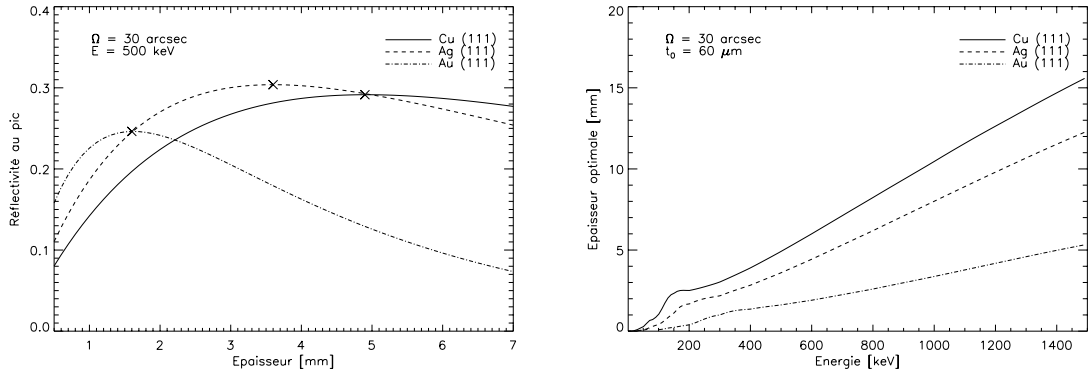 Ω = 30 arcsec
E = 500 keV
Cu (111)
Ag (111)
Au (111)
Réflectivité au pic
0.4
0.3
0.2
0.1
0.0
1 2 3 4 5 6 7
Epaisseur [mm]
Ω = 30 arcsec
t₀ = 60 μm
Cu (111)
Ag (111)
Au (111)
Epaisseur optimale [mm]
20
15
10
5
0
200 400 600 800 1000 1200 1400
Energie [keV]